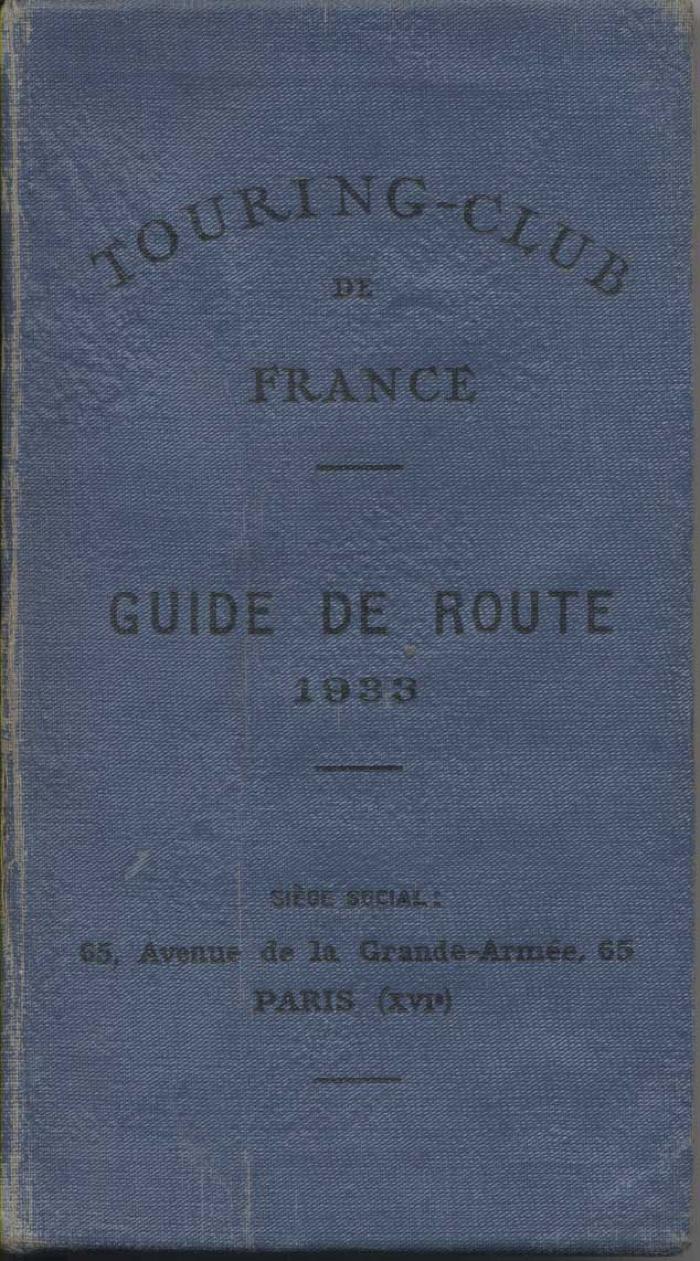 TOURING-CLUB
DE
FRANCE
GUIDE DE ROUTE
1933
SIÈGE SOCIAL :
65, Avenue de la Grande-Armée, 65
PARIS (XVIᵉ)